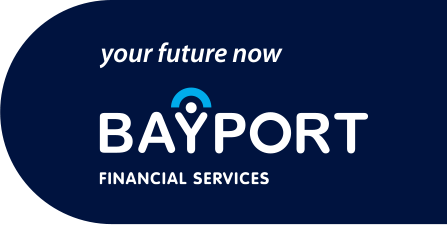 your future now
BAYPORT
FINANCIAL SERVICES